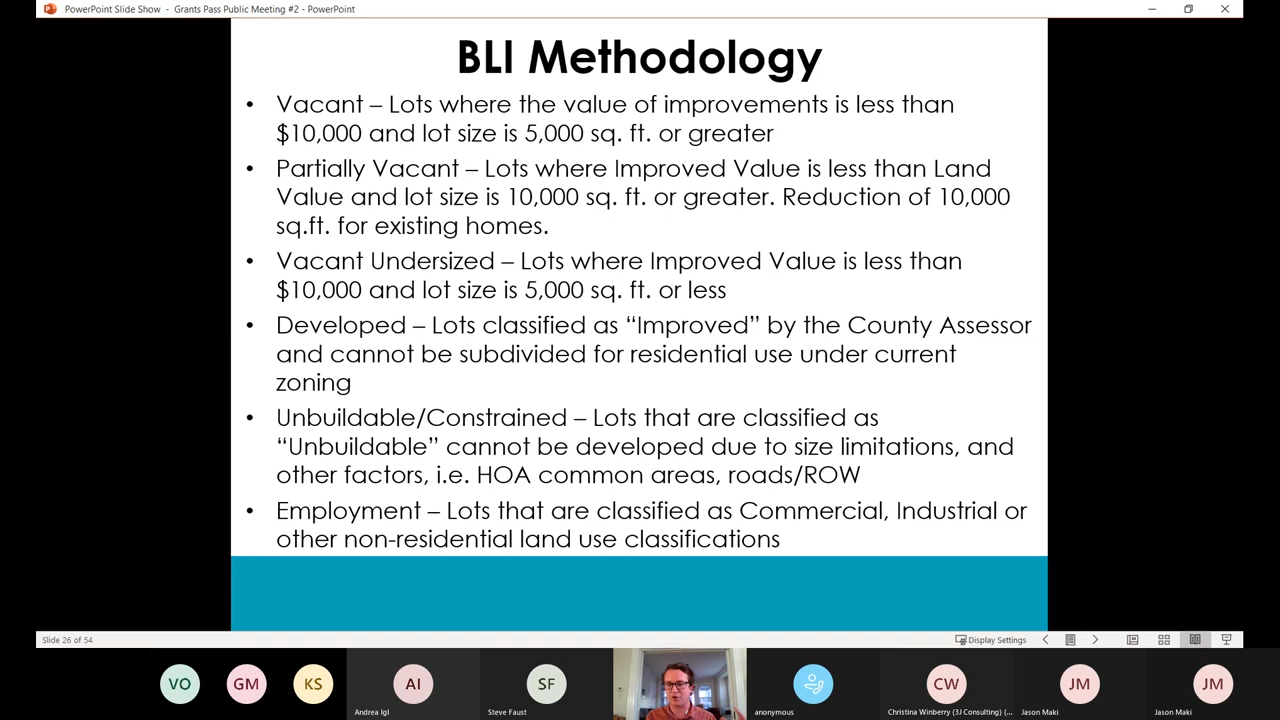 PowerPoint Slide Show - Grants Pass Public Meeting #2 - PowerPoint
BLI Methodology
• Vacant – Lots where the value of improvements is less than
$10,000 and lot size is 5,000 sq. ft. or greater
• Partially Vacant – Lots where Improved Value is less than Land
Value and lot size is 10,000 sq. ft. or greater. Reduction of 10,000
sq.ft. for existing homes.
• Vacant Undersized – Lots where Improved Value is less than
$10,000 and lot size is 5,000 sq. ft. or less
• Developed – Lots classified as “Improved” by the County Assessor
and cannot be subdivided for residential use under current
zoning
• Unbuildable/Constrained – Lots that are classified as
“Unbuildable” cannot be developed due to size limitations, and
other factors, i.e. HOA common areas, roads/ROW
• Employment – Lots that are classified as Commercial, Industrial or
other non-residential land use classifications
Slide 26 of 54
Display Settings
VO
GM
KS
AI
SF
CW
JM
JM
Andrea Igl
Steve Faust
anonymous
Christina Winberry (3J Consulting) (...
Jason Maki
Jason Maki